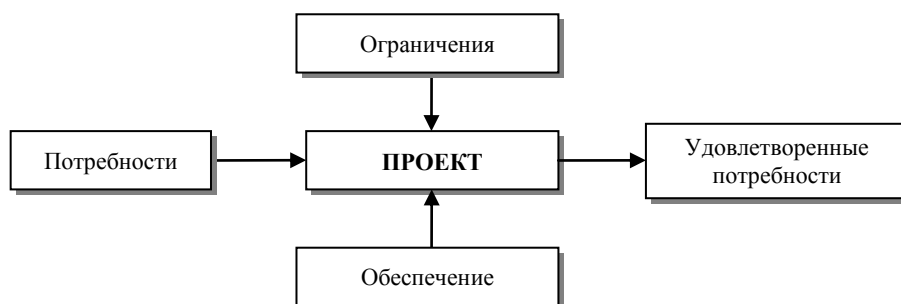 Ограничения
Потребности
ПРОЕКТ
Удовлетворенные
потребности
Обеспечение